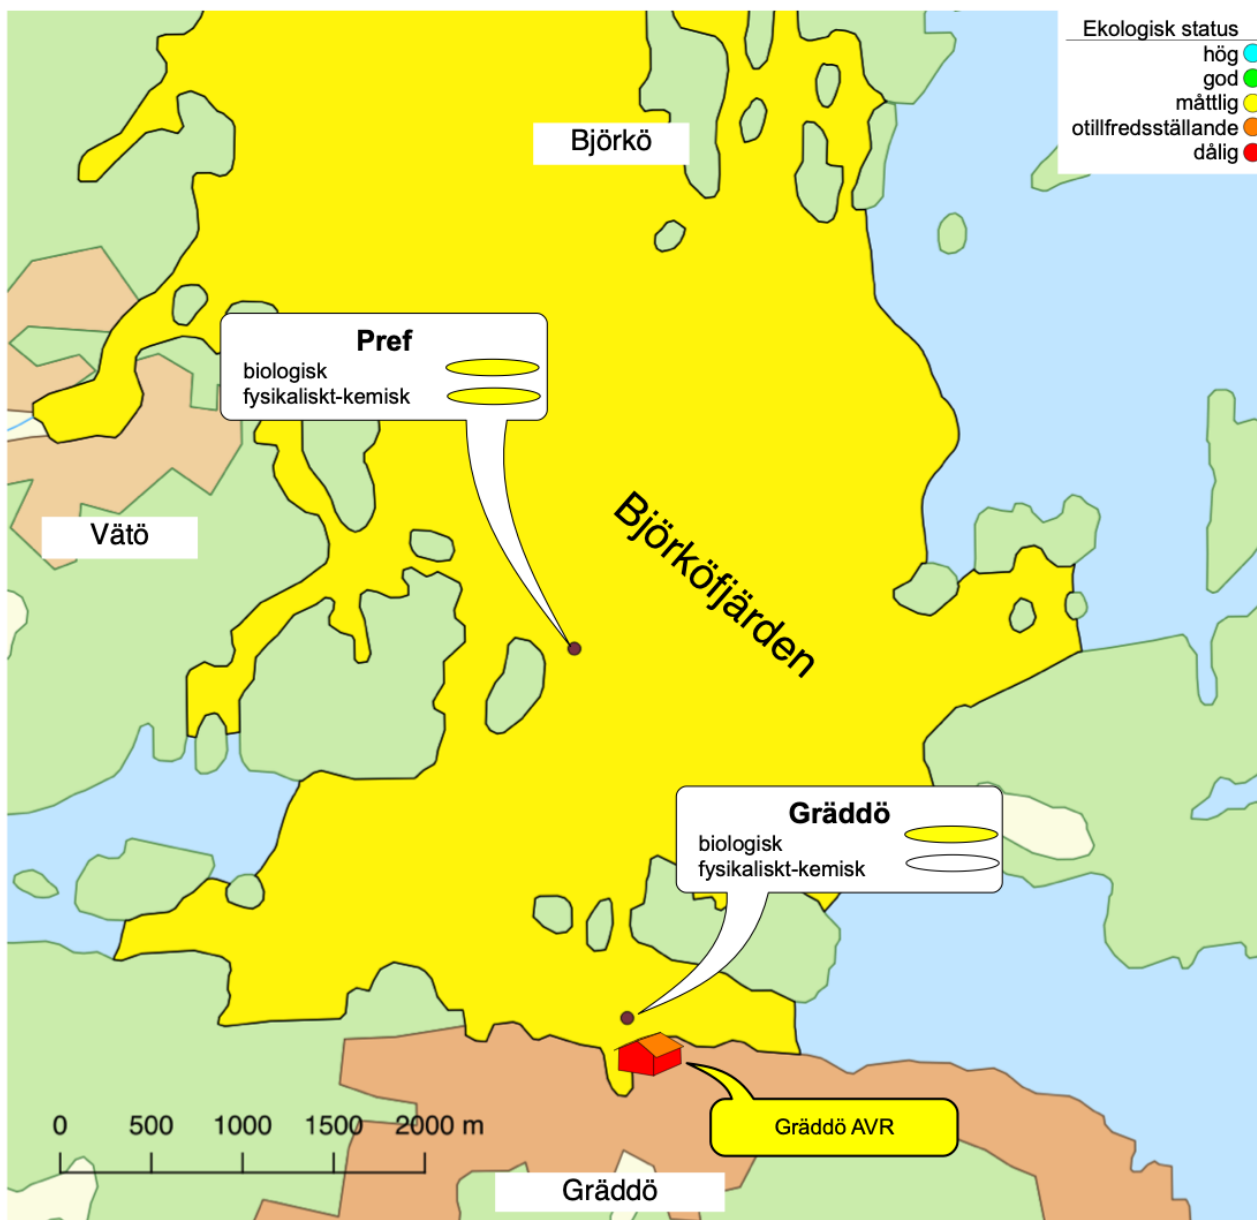 Ekologisk status
hög
god
måttlig
otillfredsställande
dålig
Björkö
Pref
biologisk
fysikaliskt-kemisk
Vätö
Björköfjärden
Gräddö
biologisk
fysikaliskt-kemisk
Gräddö AVR
0 500 1000 1500 2000 m
Gräddö